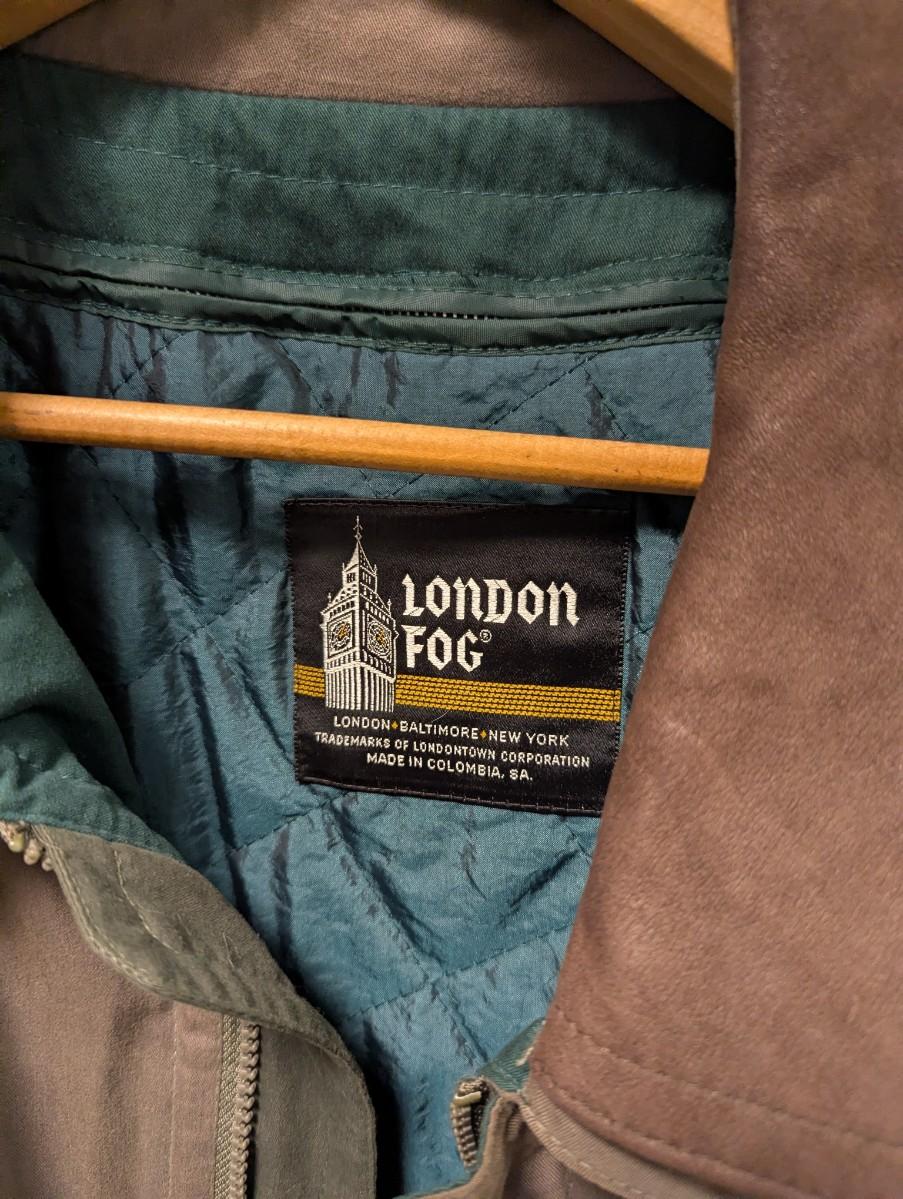 LONDON
FOG®
LONDON♦BALTIMORE♦NEW YORK
TRADEMARKS OF LONDONTOWN CORPORATION
MADE IN COLOMBIA, SA.